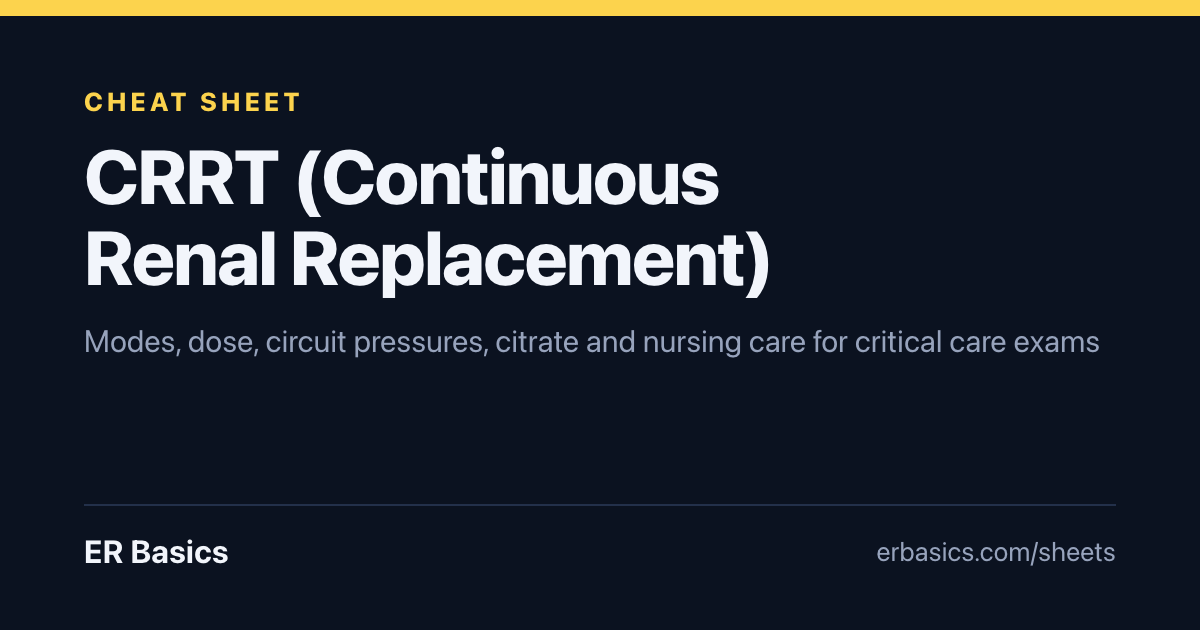 CHEAT SHEET
CRRT (Continuous
Renal Replacement)
Modes, dose, circuit pressures, citrate and nursing care for critical care exams
ER Basics
erbasics.com/sheets